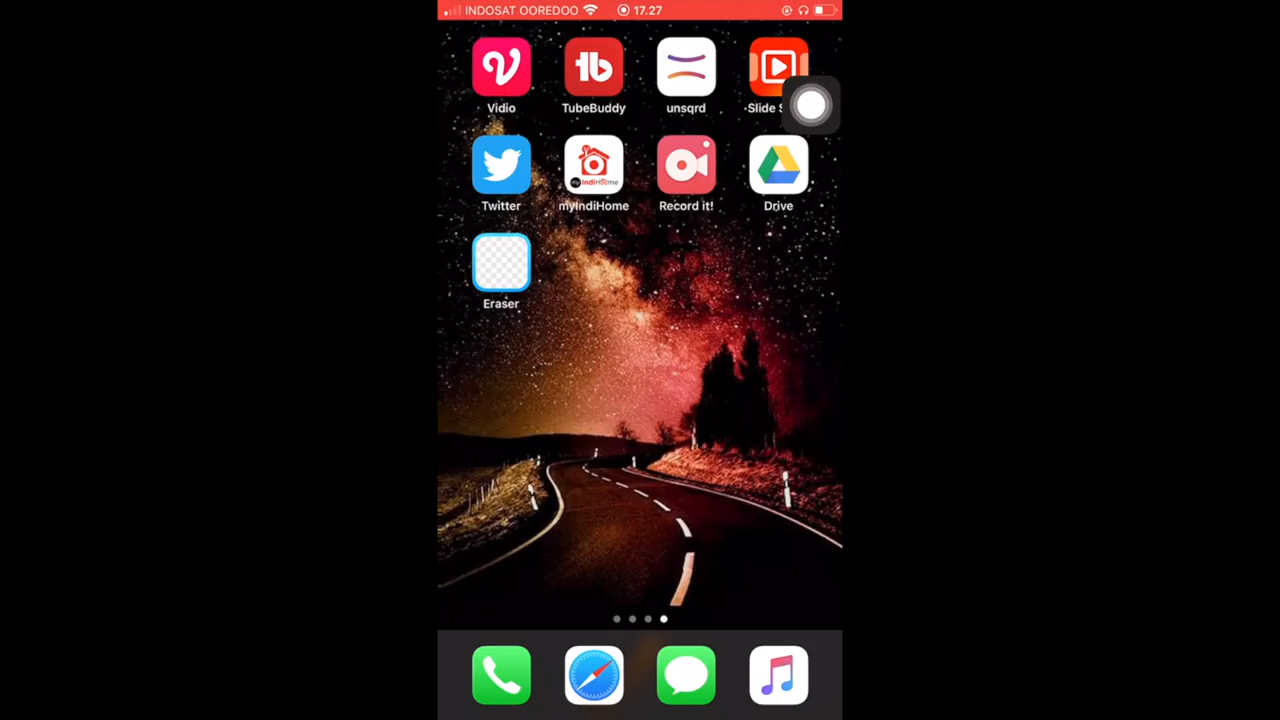 INDOSAT OOREDOO 17.27
Vidio TubeBuddy unsqrd Slide
Twitter myIndiHome Record it! Drive
Eraser